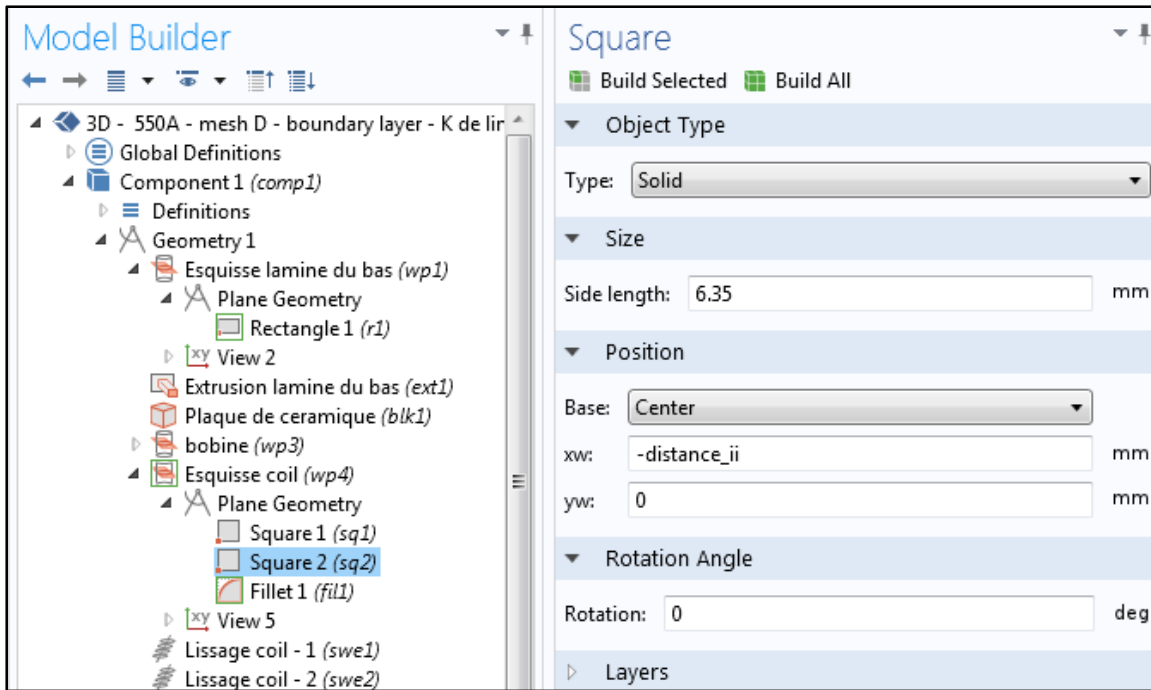 Model Builder
3D - 550A - mesh D - boundary layer - K de lir
Global Definitions
Component 1 (comp1)
Definitions
Geometry 1
Esquisse lamine du bas (wp1)
Plane Geometry
Rectangle 1 (r1)
xy View 2
Extrusion lamine du bas (ext1)
Plaque de ceramique (blk1)
bobine (wp3)
Esquisse coil (wp4)
Plane Geometry
Square 1 (sq1)
Square 2 (sq2)
Fillet 1 (fil1)
xy View 5
Lissage coil - 1 (swe1)
Lissage coil - 2 (swe2)
Square
Build Selected Build All
Object Type
Type: Solid
Size
Side length: 6.35 mm
Position
Base: Center
xw: -distance_ii mm
yw: 0 mm
Rotation Angle
Rotation: 0 deg
Layers